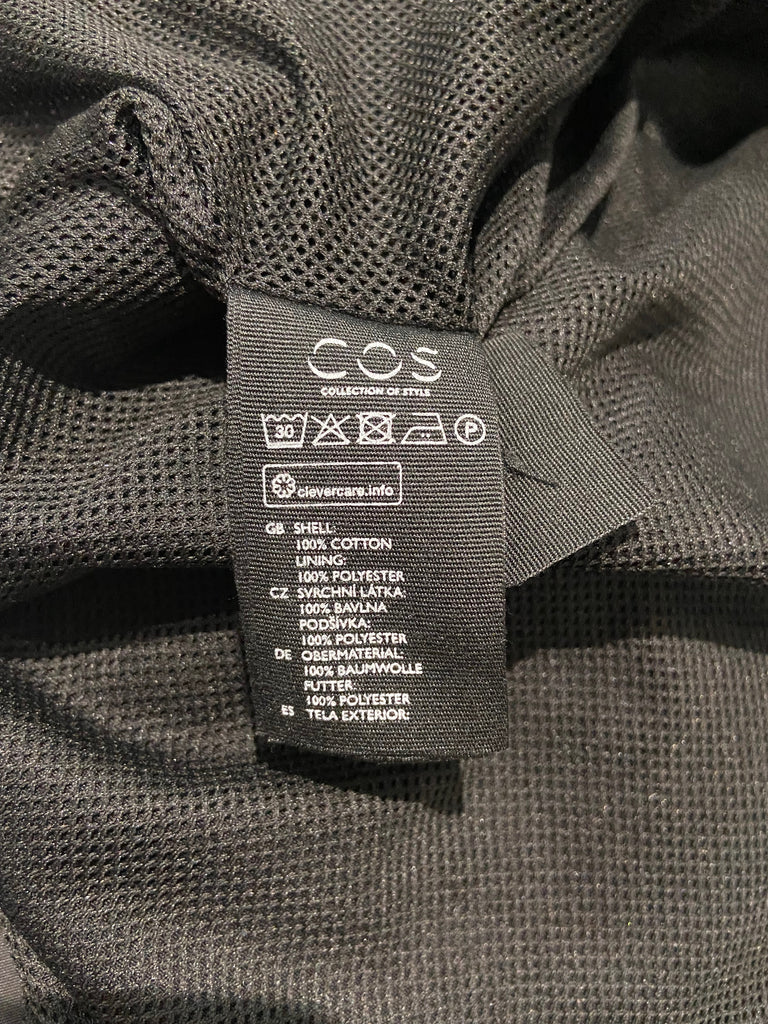 COS
COLLECTION OF STYLE
30 P
clevercare.info
GB SHELL:
100% COTTON
LINING:
100% POLYESTER
CZ SVRCHNÍ LÁTKA:
100% BAVLNA
PODŠÍVKA:
100% POLYESTER
DE OBERMATERIAL:
100% BAUMWOLLE
FUTTER:
100% POLYESTER
ES TELA EXTERIOR: